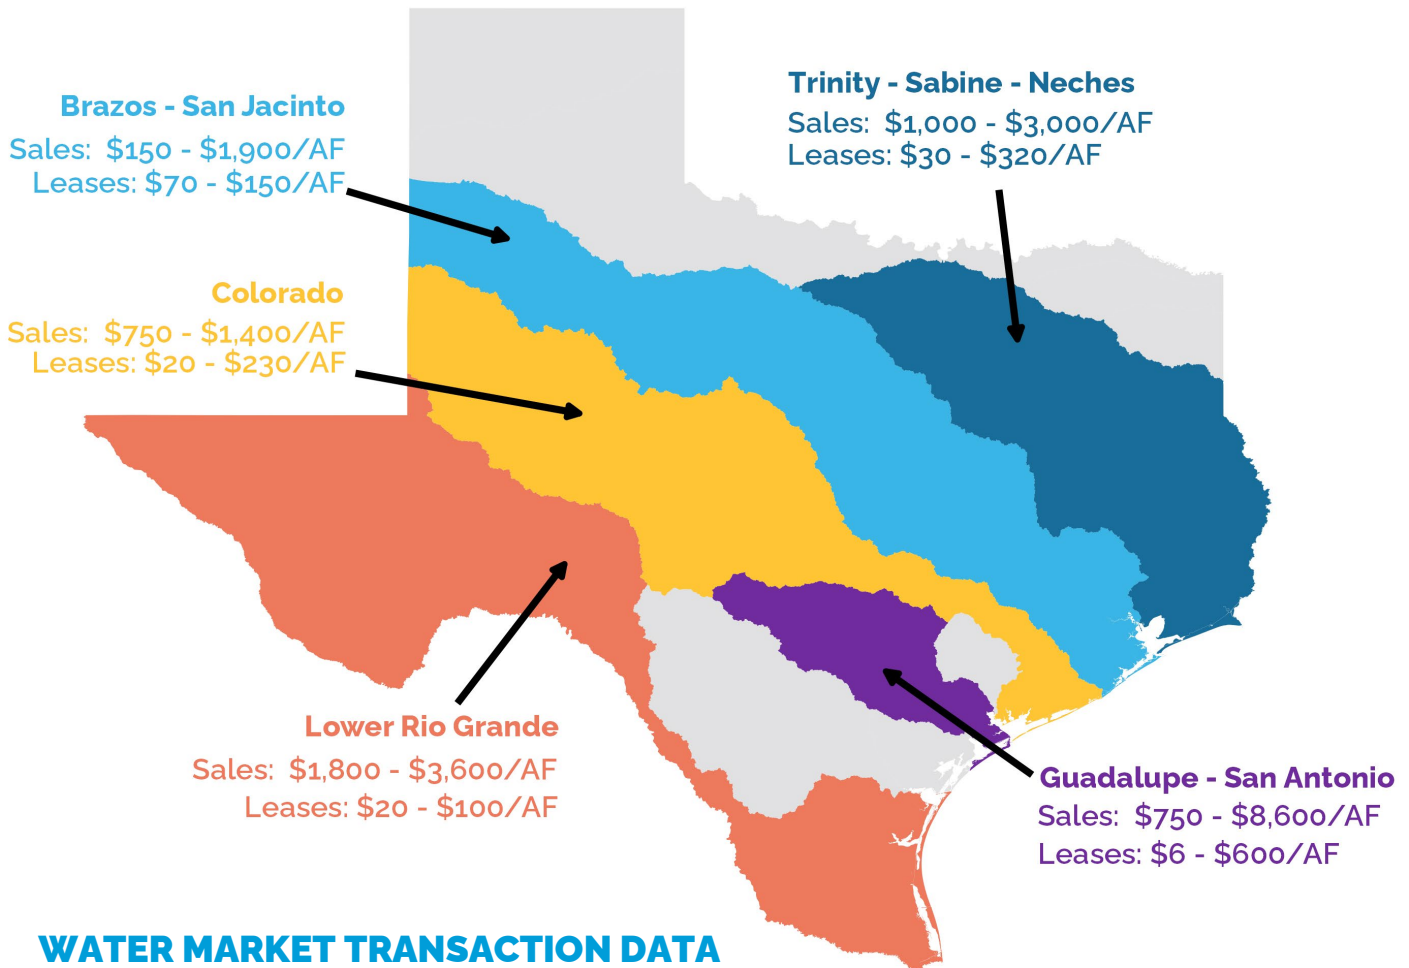 Brazos - San Jacinto
Sales: $150 - $1,900/AF
Leases: $70 - $150/AF
Trinity - Sabine - Neches
Sales: $1,000 - $3,000/AF
Leases: $30 - $320/AF
Colorado
Sales: $750 - $1,400/AF
Leases: $20 - $230/AF
Lower Rio Grande
Sales: $1,800 - $3,600/AF
Leases: $20 - $100/AF
Guadalupe - San Antonio
Sales: $750 - $8,600/AF
Leases: $6 - $600/AF
WATER MARKET TRANSACTION DATA